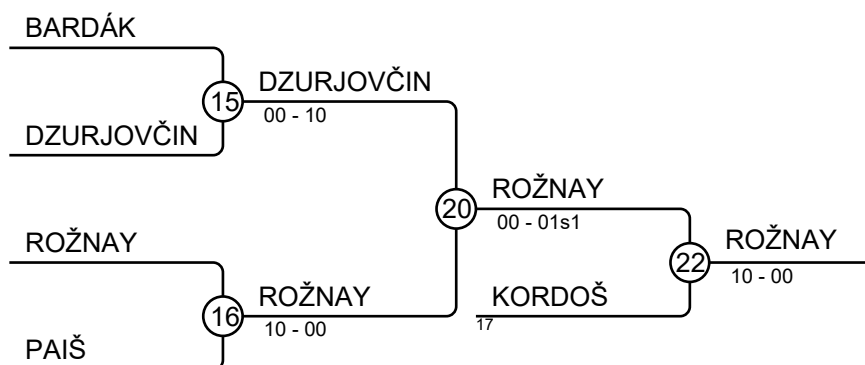 BARDÁK
15
DZURJOVČIN
00 - 10
DZURJOVČIN
20
ROŽNAY
00 - 01s1
ROŽNAY
22
ROŽNAY
10 - 00
16
ROŽNAY
10 - 00
KORDOŠ
17
PAIŠ